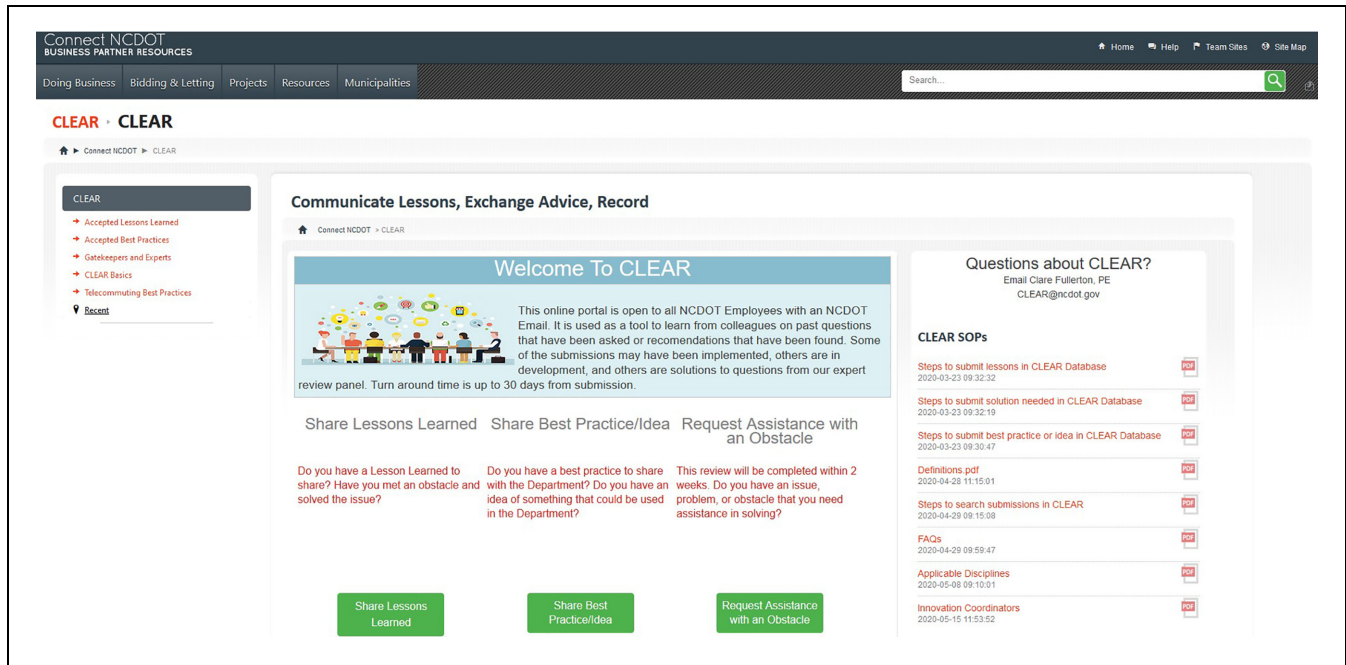 Connect NCDOT
BUSINESS PARTNER RESOURCES
Home Help Team Sites Site Map
Doing Business Bidding & Letting Projects Resources Municipalities
Search...
CLEAR CLEAR
Connect NCDOT CLEAR
CLEAR
Accepted Lessons Learned
Accepted Best Practices
Gatekeepers and Experts
CLEAR Basics
Telecommuting Best Practices
Recent
Communicate Lessons, Exchange Advice, Record
Connect NCDOT > CLEAR
Welcome To CLEAR
This online portal is open to all NCDOT Employees with an NCDOT
Email. It is used as a tool to learn from colleagues on past questions
that have been asked or recomendations that have been found. Some
of the submissions may have been implemented, others are in
development, and others are solutions to questions from our expert
review panel. Turn around time is up to 30 days from submission.
Share Lessons Learned
Do you have a Lesson Learned to
share? Have you met an obstacle and
solved the issue?
Share Lessons
Learned
Share Best Practice/Idea
Do you have a best practice to share
with the Department? Do you have an
idea of something that could be used
in the Department?
Share Best
Practice/Idea
Request Assistance with
an Obstacle
This review will be completed within 2
weeks. Do you have an issue,
problem, or obstacle that you need
assistance in solving?
Request Assistance
with an Obstacle
Questions about CLEAR?
Email Clare Fullerton, PE
CLEAR@ncdot.gov
CLEAR SOPs
Steps to submit lessons in CLEAR Database
2020-03-23 09:32:32
PDF
Steps to submit solution needed in CLEAR Database
2020-03-23 09:32:19
PDF
Steps to submit best practice or idea in CLEAR Database
2020-03-23 09:30:47
PDF
Definitions.pdf
2020-04-28 11:15:01
PDF
Steps to search submissions in CLEAR
2020-04-29 09:15:08
PDF
FAQs
2020-04-29 09:59:47
PDF
Applicable Disciplines
2020-05-08 09:10:01
PDF
Innovation Coordinators
2020-05-15 11:53:52
PDF